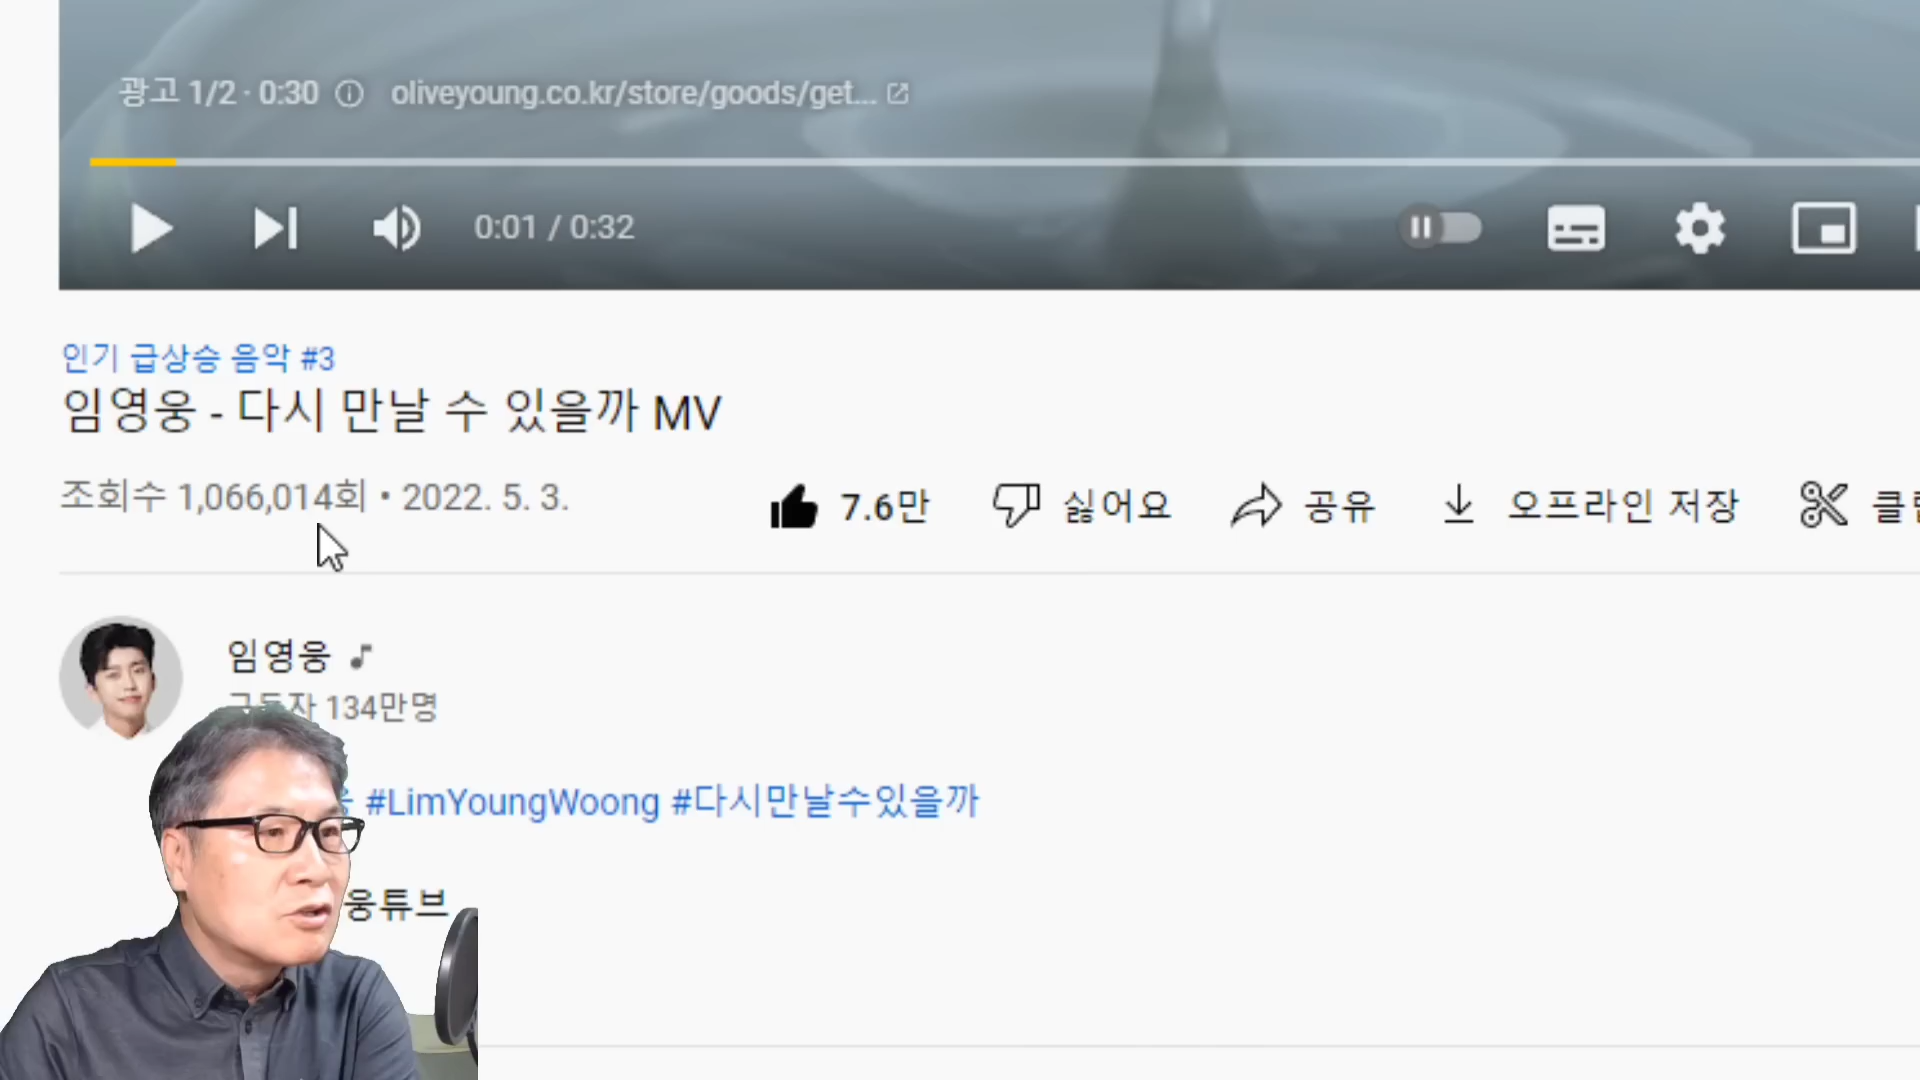 광고 1/2 · 0:30 oliveyoung.co.kr/store/goods/get...
0:01 / 0:32
인기 급상승 음악 #3
임영웅 - 다시 만날 수 있을까 MV
조회수 1,066,014회 • 2022. 5. 3.
7.6만 싫어요 공유 오프라인 저장
임영웅
134만명
#LimYoungWoong #다시만날수있을까
웅튜브